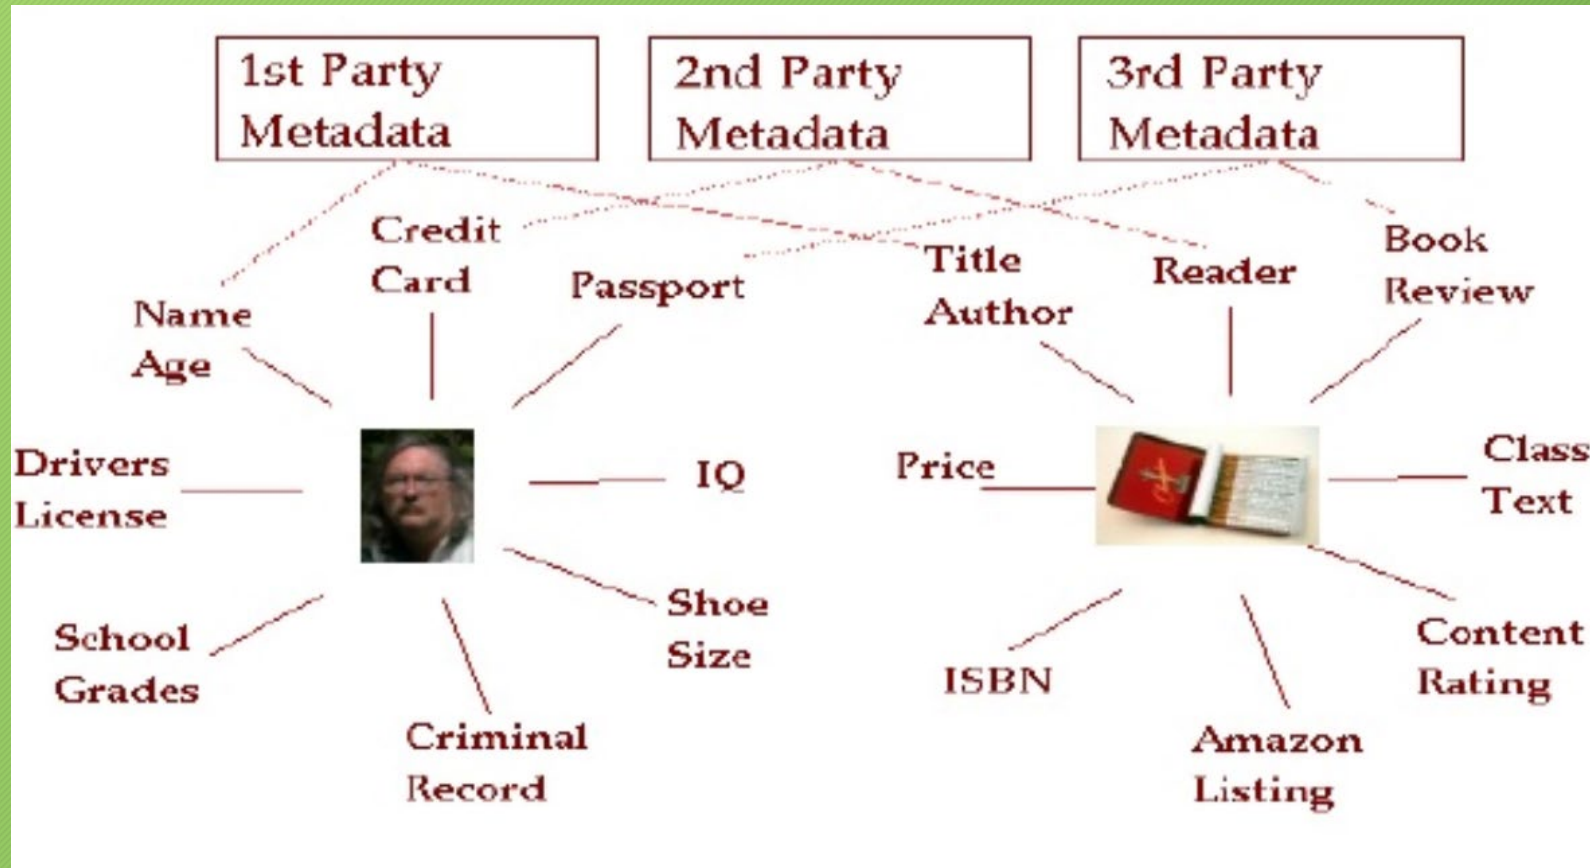 1st Party
Metadata
2nd Party
Metadata
3rd Party
Metadata
Credit
Card
Name
Age
Passport
Title
Author
Reader
Book
Review
Drivers
License
IQ
Price
Class
Text
School
Grades
Shoe
Size
Criminal
Record
ISBN
Amazon
Listing
Content
Rating